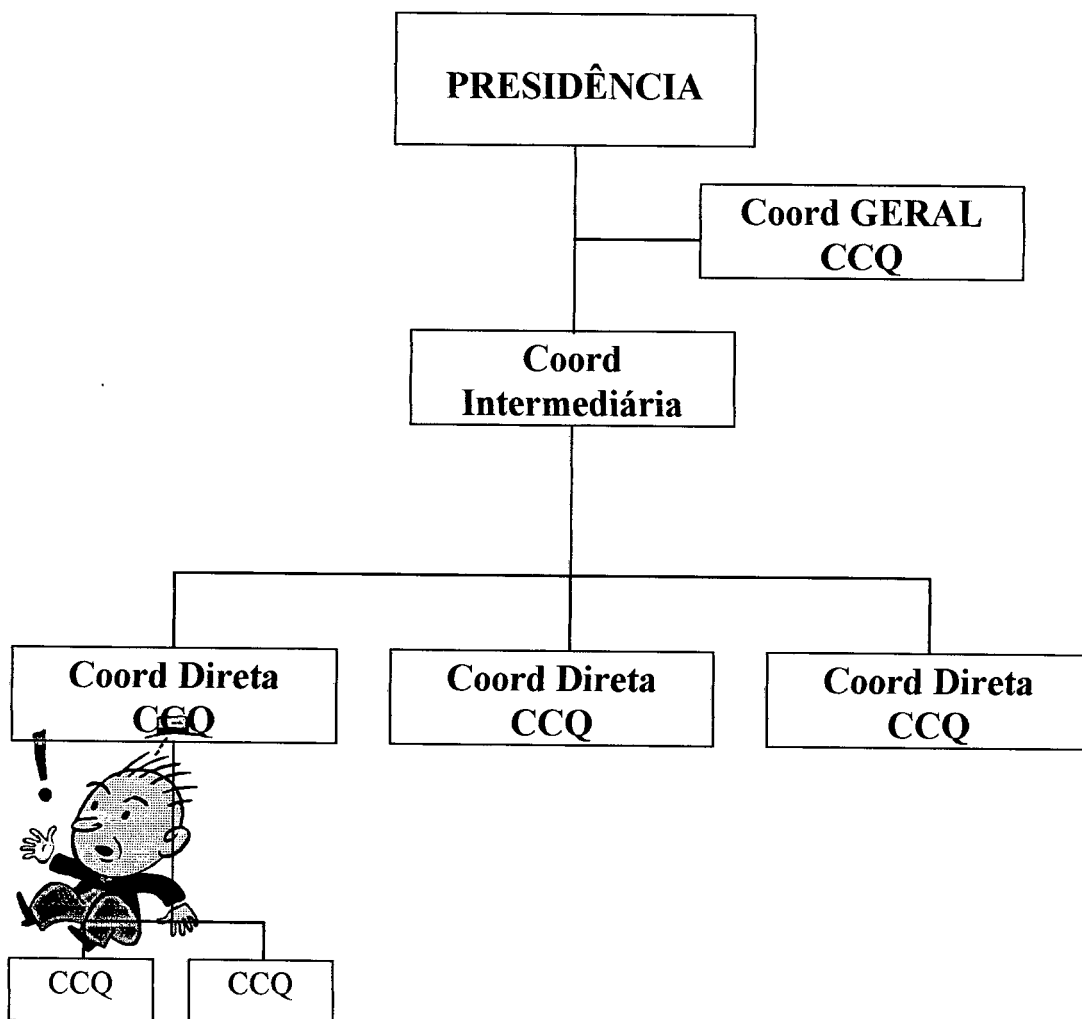 PRESIDÊNCIA
Coord GERAL
CCQ
Coord
Intermediária
Coord Direta
CCQ
Coord Direta
CCQ
Coord Direta
CCQ
!
CCQ
CCQ